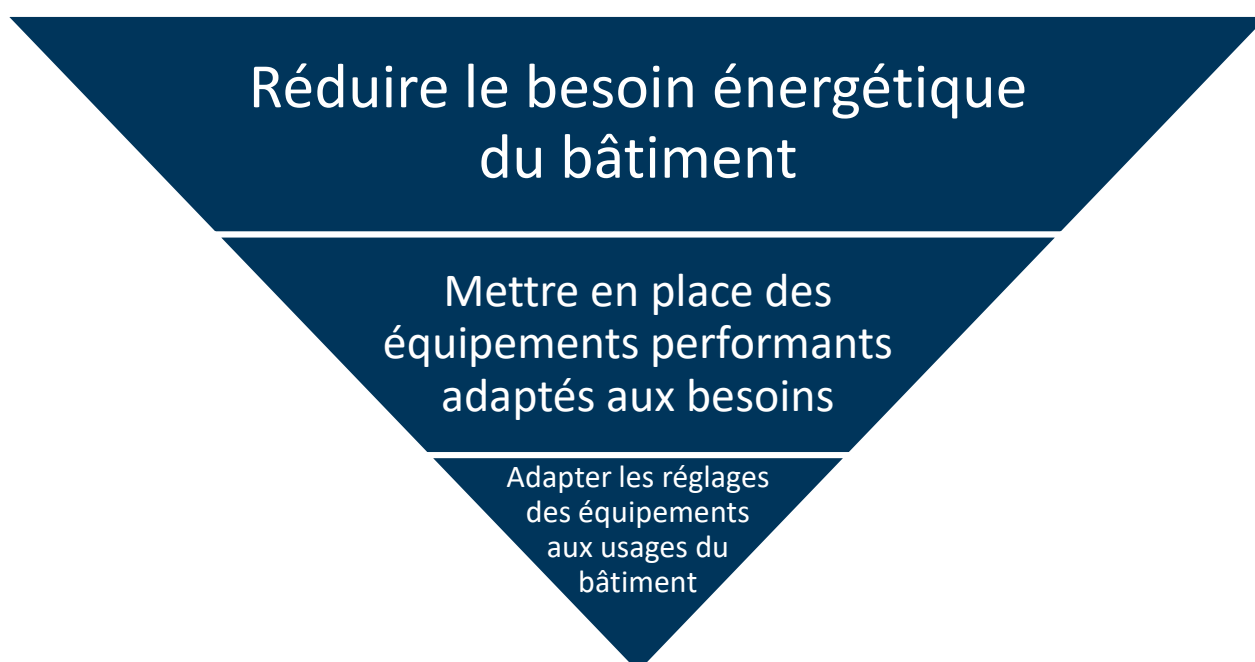 Réduire le besoin énergétique
du bâtiment
Mettre en place des
équipements performants
adaptés aux besoins
Adapter les réglages
des équipements
aux usages du
bâtiment